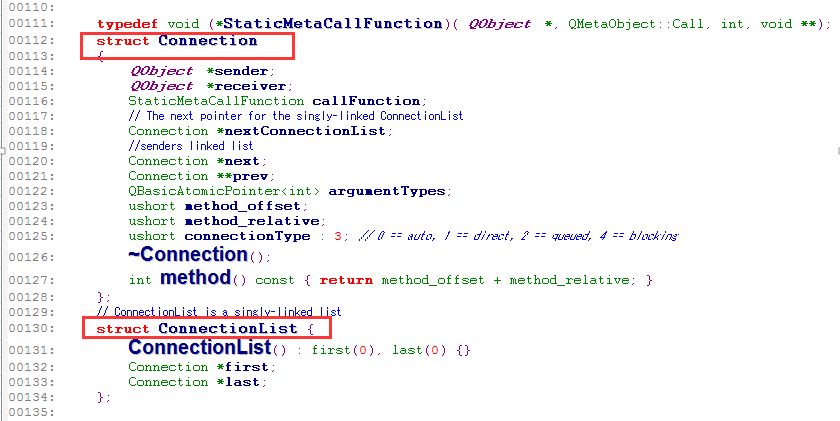 00110:
00111: typedef void (*StaticMetaCallFunction)( QObject *, QMetaObject::Call, int, void **);
00112: struct Connection
00113: {
00114: QObject *sender;
00115: QObject *receiver;
00116: StaticMetaCallFunction callFunction;
00117: // The next pointer for the singly-linked ConnectionList
00118: Connection *nextConnectionList;
00119: //senders linked list
00120: Connection *next;
00121: Connection **prev;
00122: QBasicAtomicPointer<int> argumentTypes;
00123: ushort method_offset;
00124: ushort method_relative;
00125: ushort connectionType : 3; // 0 == auto, 1 == direct, 2 == queued, 4 == blocking
00126: ~Connection();
00127: int method() const { return method_offset + method_relative; }
00128: };
00129: // ConnectionList is a singly-linked list
00130: struct ConnectionList {
00131: ConnectionList() : first(0), last(0) {}
00132: Connection *first;
00133: Connection *last;
00134: };
00135: